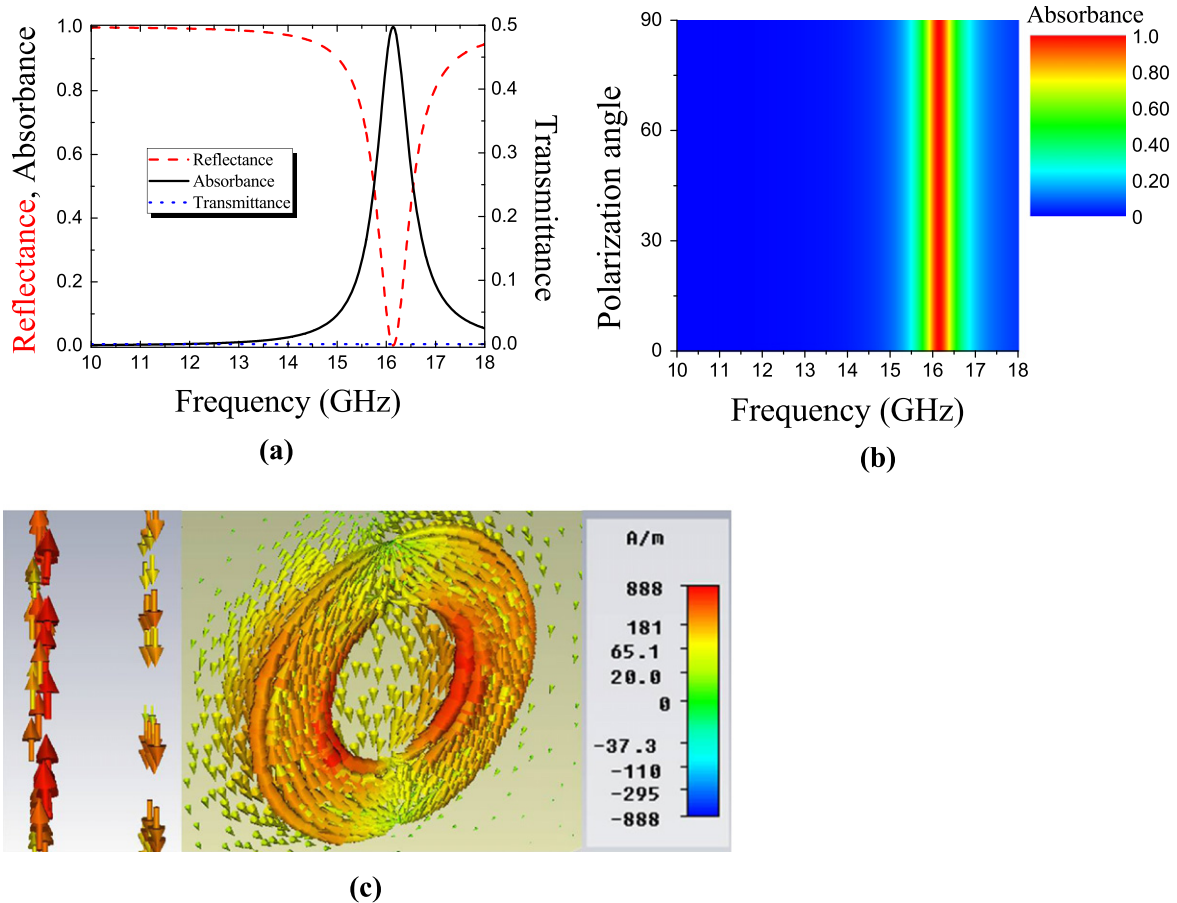 1.0
0.8
0.6
0.4
0.2
0.0
Reflectance, Absorbance
0.5
0.4
0.3
0.2
0.1
0.0
Transmittance
Reflectance
Absorbance
Transmittance
10 11 12 13 14 15 16 17 18
Frequency (GHz)
(a)
90
60
30
0
Polarization angle
10 11 12 13 14 15 16 17 18
Frequency (GHz)
Absorbance
1.0
0.80
0.60
0.40
0.20
0
(b)
A/m
888
181
65.1
20.0
0
-37.3
-110
-295
-888
(c)